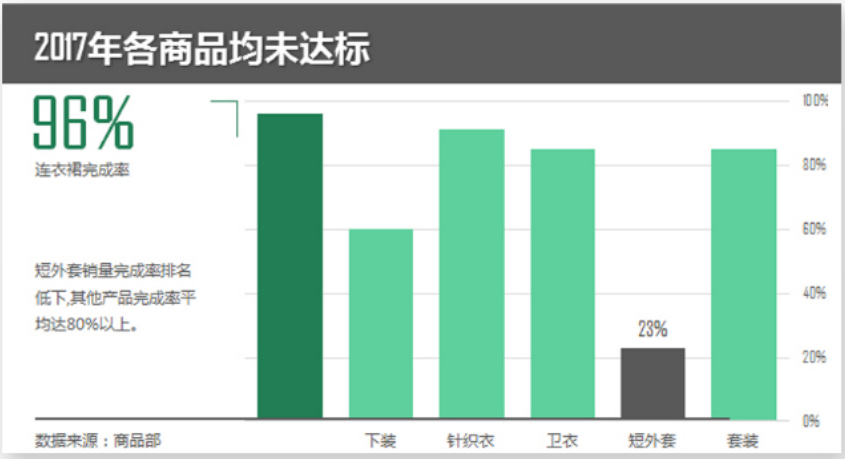 2017年各商品均未达标
96%
连衣裙完成率
短外套销量完成率排名
低下,其他产品完成率平
均达80%以上。
100%
80%
60%
40%
20%
0%
23%
下装 针织衣 卫衣 短外套 套装
数据来源：商品部